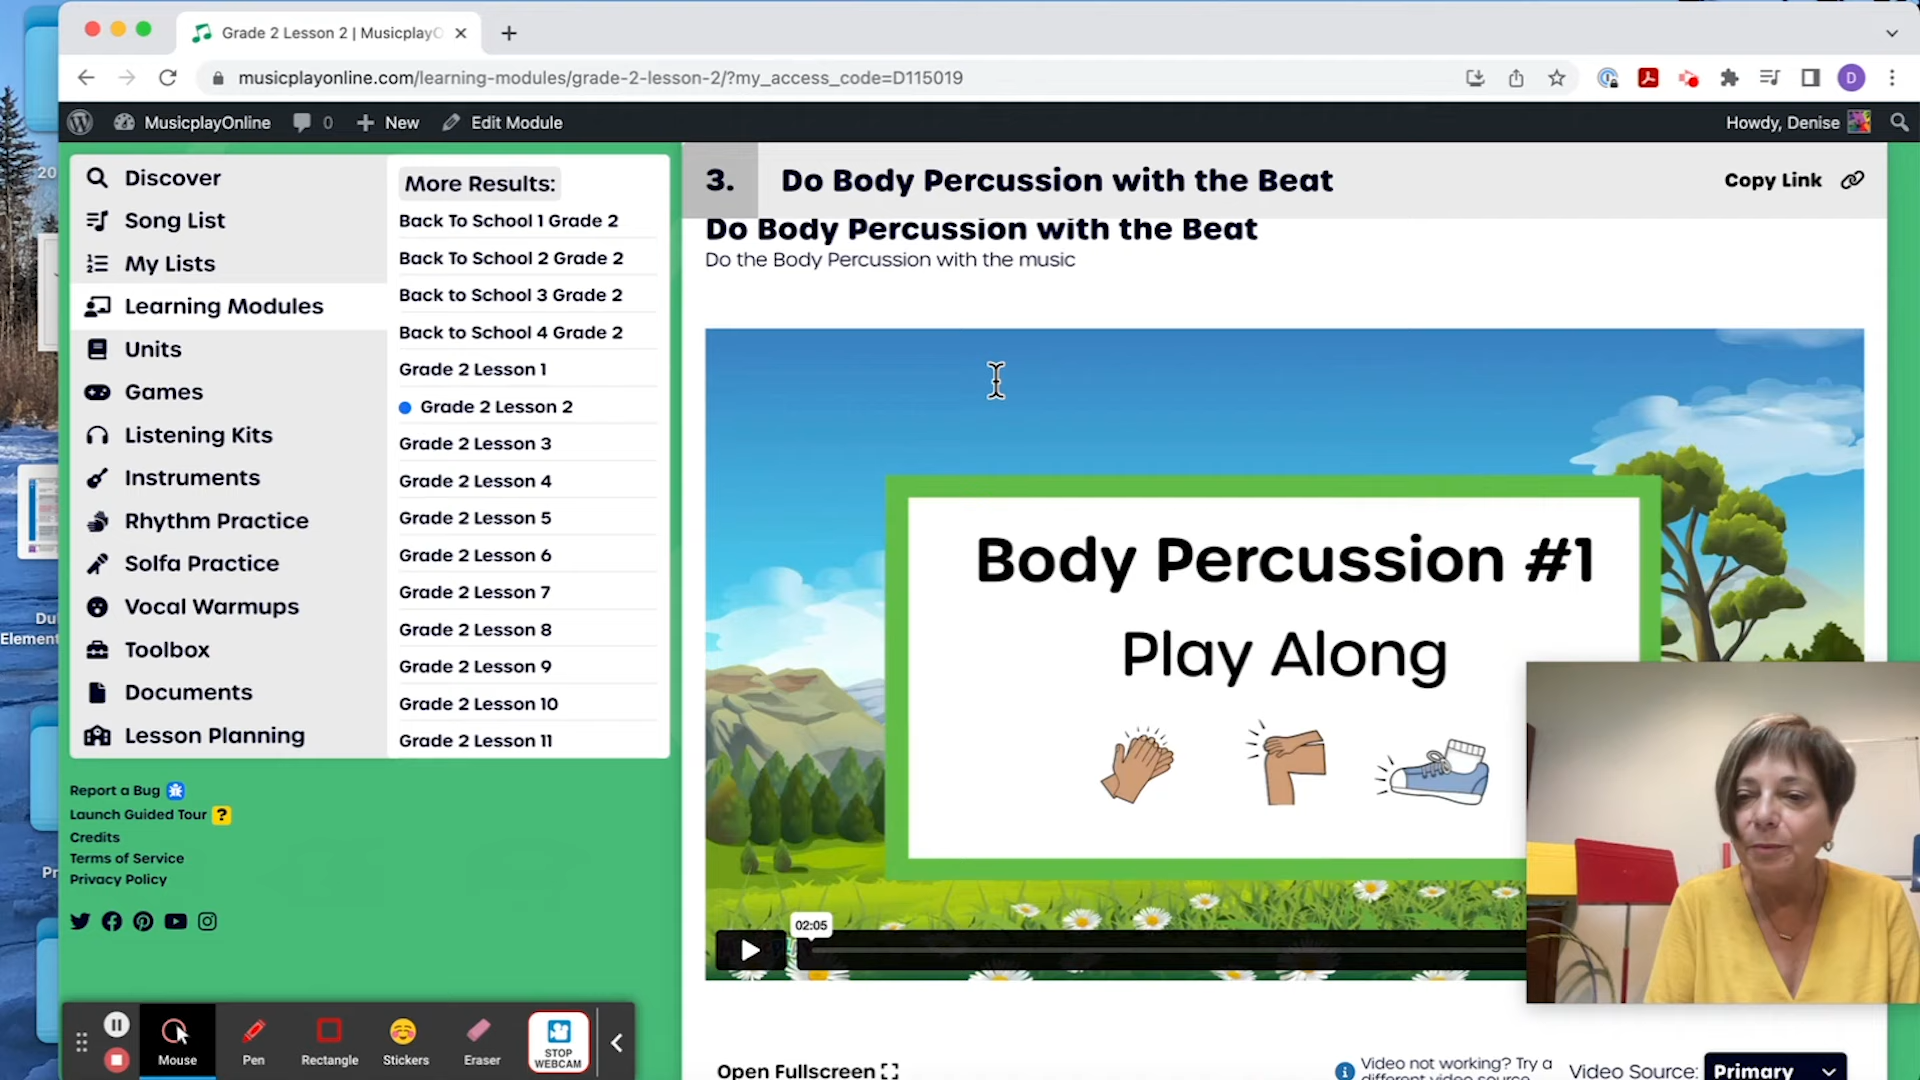 Grade 2 Lesson 2 | MusicplayO
musicplayonline.com/learning-modules/grade-2-lesson-2/?my_access_code=D115019
D
MusicplayOnline
0
New
Edit Module
Howdy, Denise
20
Du
Element
Pr
Discover
Song List
My Lists
Learning Modules
Units
Games
Listening Kits
Instruments
Rhythm Practice
Solfa Practice
Vocal Warmups
Toolbox
Documents
Lesson Planning
More Results:
Back To School 1 Grade 2
Back To School 2 Grade 2
Back to School 3 Grade 2
Back to School 4 Grade 2
Grade 2 Lesson 1
Grade 2 Lesson 2
Grade 2 Lesson 3
Grade 2 Lesson 4
Grade 2 Lesson 5
Grade 2 Lesson 6
Grade 2 Lesson 7
Grade 2 Lesson 8
Grade 2 Lesson 9
Grade 2 Lesson 10
Grade 2 Lesson 11
Report a Bug
Launch Guided Tour ?
Credits
Terms of Service
Privacy Policy
3. Do Body Percussion with the Beat
Copy Link
Do Body Percussion with the Beat
Do the Body Percussion with the music
Body Percussion #1
Play Along
02:05
Open Fullscreen
Video not working? Try a
different video source
Video Source:
Primary
Mouse
Pen
Rectangle
Stickers
Eraser
STOP
WEBCAM